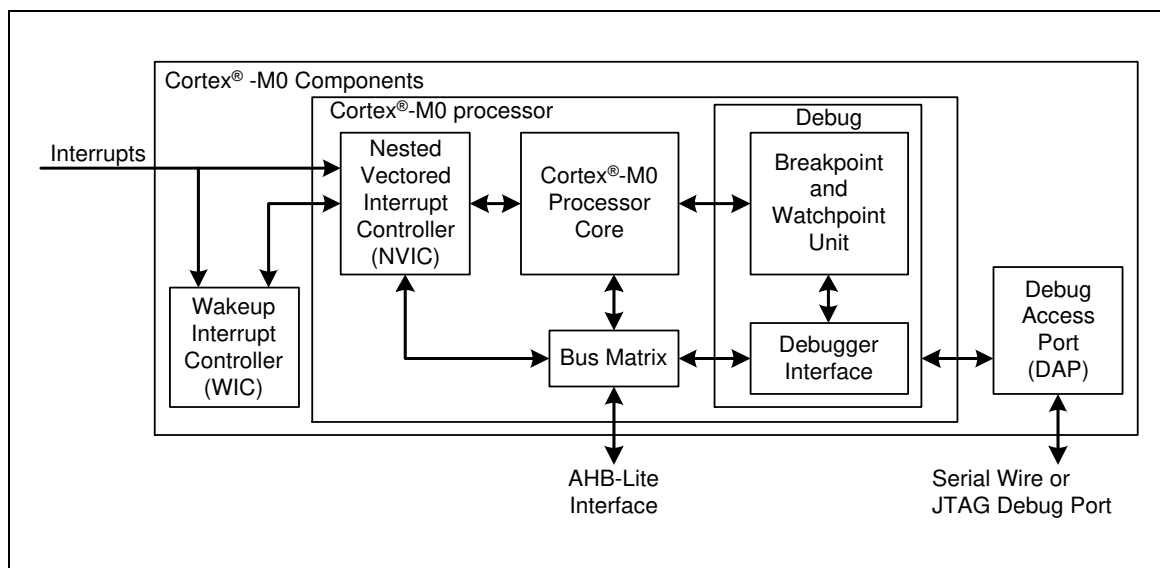 Cortex® -M0 Components
Cortex®-M0 processor
Debug
Interrupts
Nested
Vectored
Interrupt
Controller
(NVIC)
Cortex®-M0
Processor
Core
Breakpoint
and
Watchpoint
Unit
Wakeup
Interrupt
Controller
(WIC)
Bus Matrix
Debugger
Interface
Debug
Access
Port
(DAP)
AHB-Lite
Interface
Serial Wire or
JTAG Debug Port